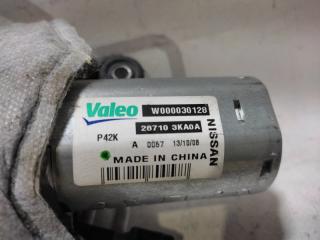 Valeo W000030128
28710 3KA0A
P42K
A 0057 13/10/08
MADE IN CHINA
NISSAN